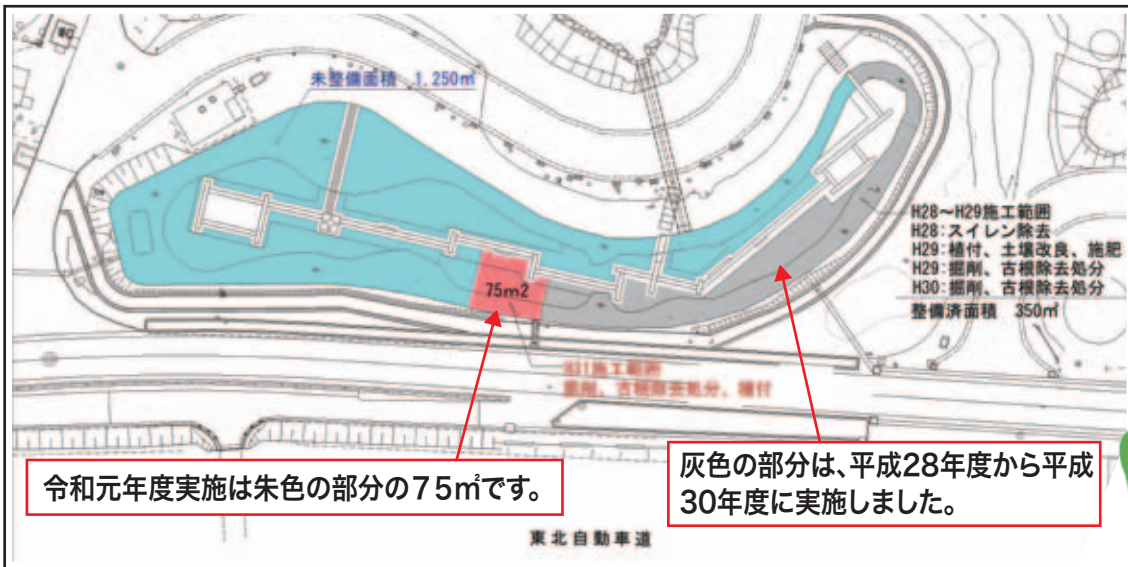 未整備面積 1,250㎡
H28～H29施工範囲
H28:スイレン除去
H29:植付、土壌改良、施肥
H29:掘削、古根除去処分
H30:掘削、古根除去処分
整備済面積 350㎡
75m2
H31施工範囲
掘削、古根除去処分、植付
令和元年度実施は朱色の部分の75㎡です。
灰色の部分は、平成28年度から平成
30年度に実施しました。
東北自動車道